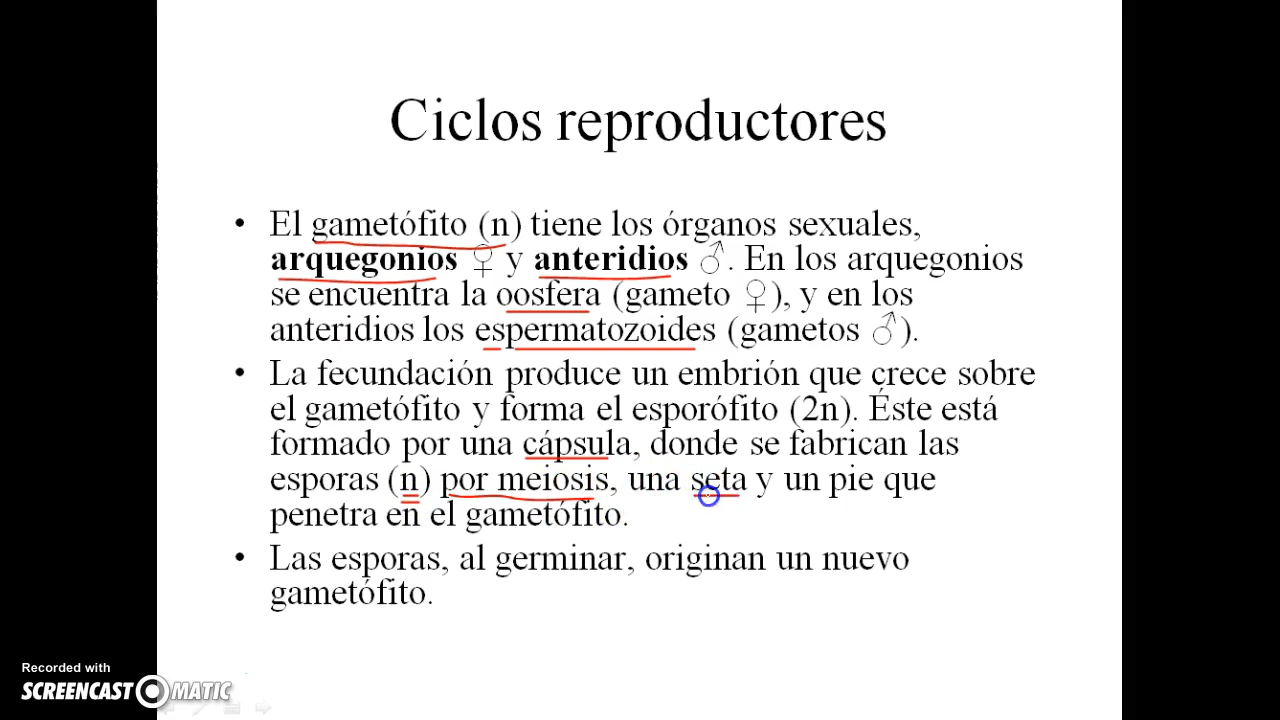 Ciclos reproductores
• El gametófito (n) tiene los órganos sexuales,
arquegonios ♀ y anteridios ♂. En los arquegonios
se encuentra la oosfera (gameto ♀), y en los
anteridios los espermatozoides (gametos ♂).
• La fecundación produce un embrión que crece sobre
el gametófito y forma el esporófito (2n). Éste está
formado por una cápsula, donde se fabrican las
esporas (n) por meiosis, una seta y un pie que
penetra en el gametófito.
• Las esporas, al germinar, originan un nuevo
gametófito.
Recorded with
SCREENCAST MATIC